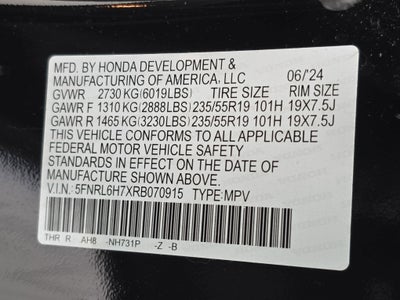 MFD. BY HONDA DEVELOPMENT &
MANUFACTURING OF AMERICA, LLC 06/'24
GVWR 2730 KG(6019LBS) TIRE SIZE RIM SIZE
GAWR F 1310 KG(2888LBS) 235/55R19 101H 19X7.5J
GAWR R 1465 KG(3230LBS) 235/55R19 101H 19X7.5J
THIS VEHICLE CONFORMS TO ALL APPLICABLE
FEDERAL MOTOR VEHICLE SAFETY
STANDARDS IN EFFECT ON THE DATE OF
MANUFACTURE SHOWN ABOVE.
V.I.N: 5FNRL6H7XRB070915 TYPE: MPV
THR R AH8 -NH731P -Z -B